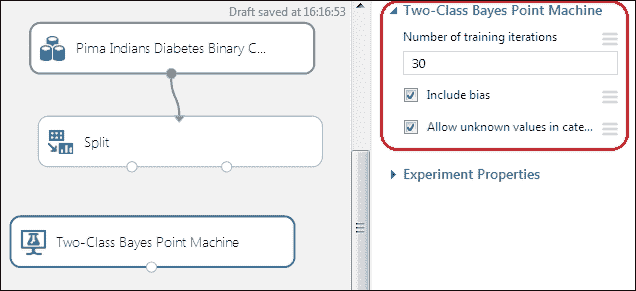 Draft saved at 16:16:53
Pima Indians Diabetes Binary C...
Split
Two-Class Bayes Point Machine
Two-Class Bayes Point Machine
Number of training iterations
30
Include bias
Allow unknown values in cate...
Experiment Properties